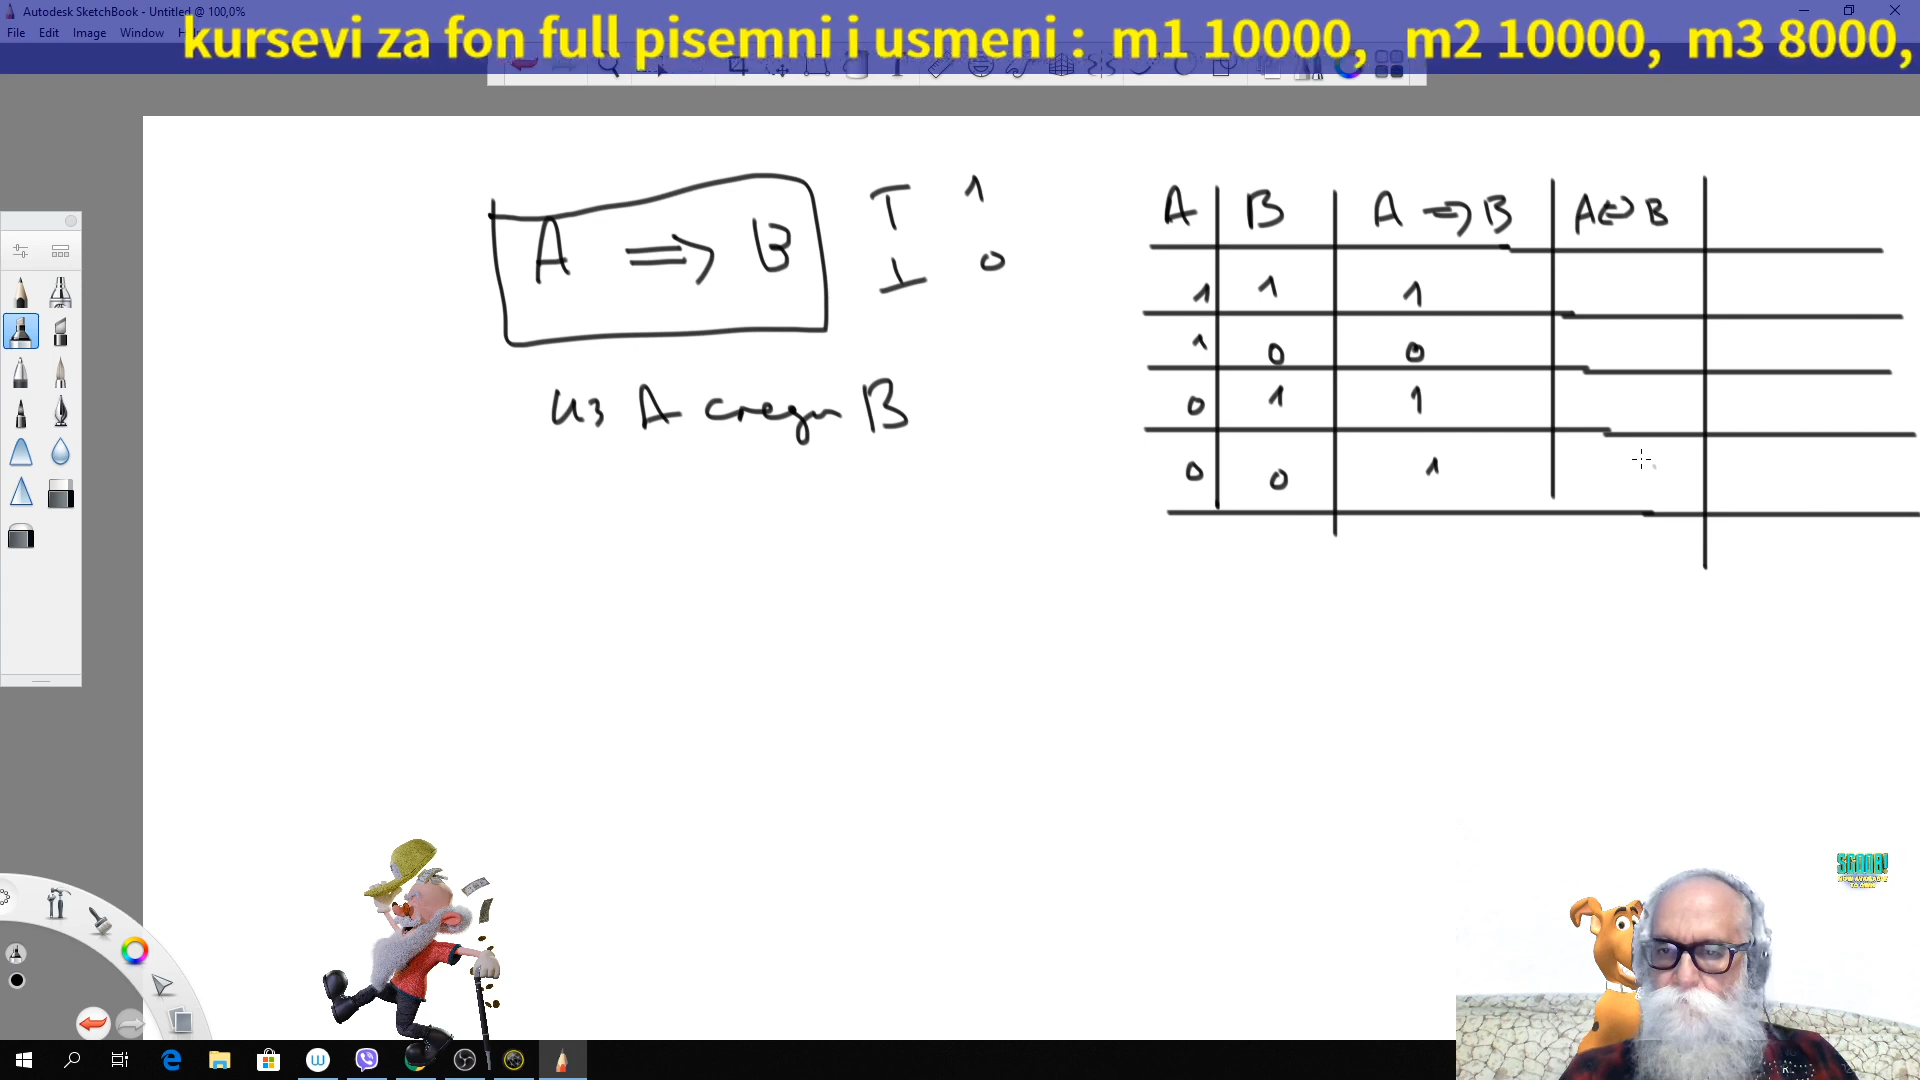 Autodesk SketchBook - Untitled @ 100,0%
File Edit Image Window
kursevi za fon full pisemni i usmeni : m1 10000, m2 10000, m3 8000,
A ⇒ B
T 1
⊥ 0
из A следи B
A B A ⇒ B A ⇔ B
1 1 1
1 0 0
0 1 1
0 0 1
SCOOB!